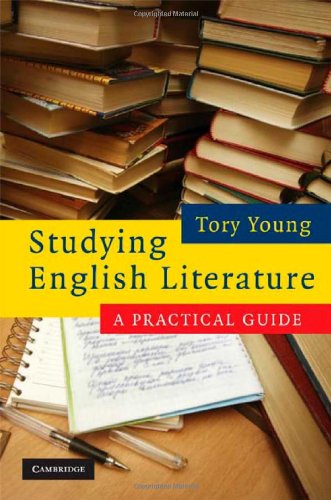 Tory Young
Studying
English Literature
A PRACTICAL GUIDE
CAMBRIDGE